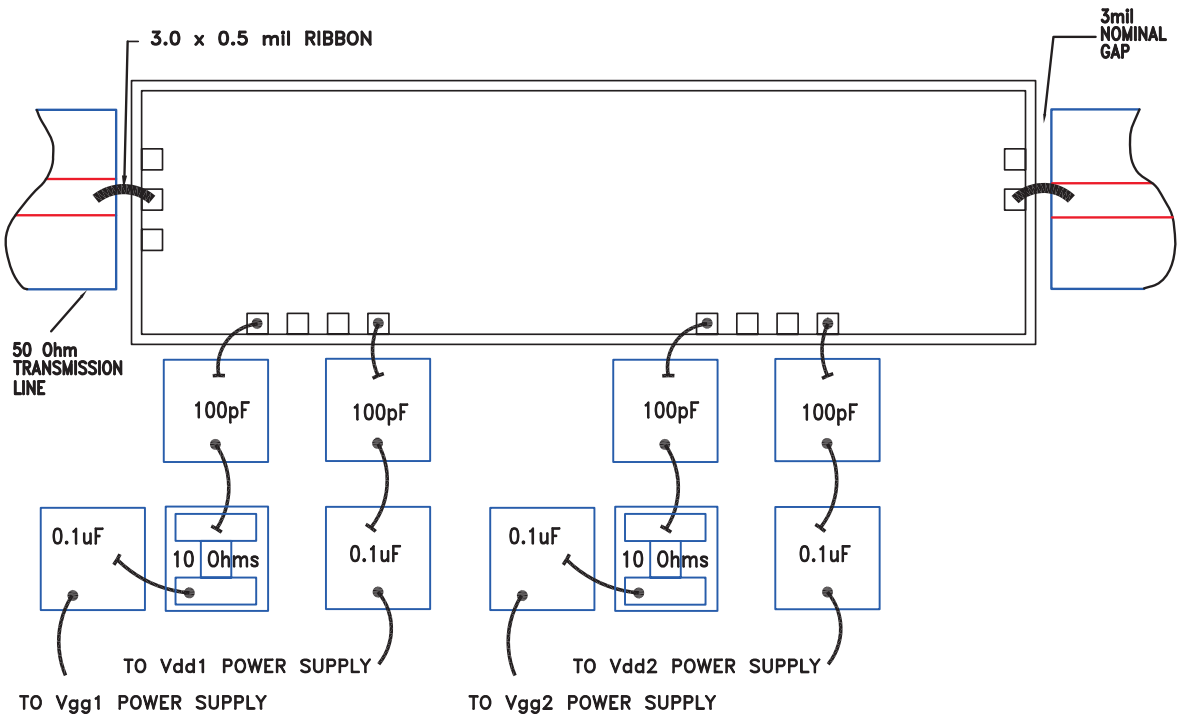 3.0 x 0.5 mil RIBBON
3mil
NOMINAL
GAP
50 Ohm
TRANSMISSION
LINE
100pF
100pF
100pF
100pF
0.1uF
10 Ohms
0.1uF
0.1uF
10 Ohms
0.1uF
TO Vdd1 POWER SUPPLY
TO Vdd2 POWER SUPPLY
TO Vgg1 POWER SUPPLY
TO Vgg2 POWER SUPPLY